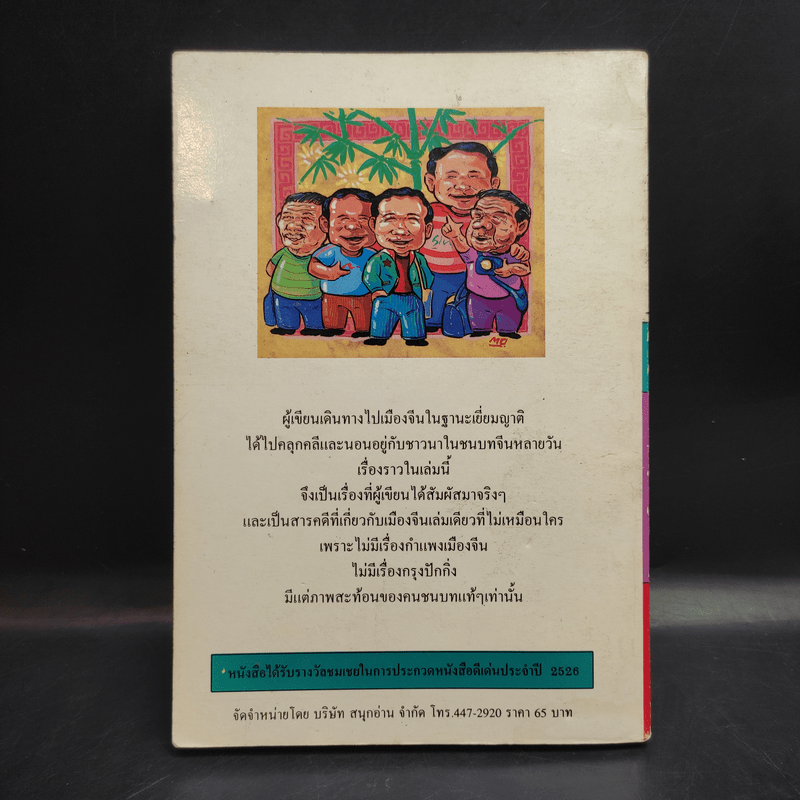 MO
ผู้เขียนเดินทางไปเมืองจีนในฐานะเยี่ยมญาติ
ได้ไปคลุกคลีและนอนอยู่กับชาวนาในชนบทจีนหลายวัน
เรื่องราวในเล่มนี้
จึงเป็นเรื่องที่ผู้เขียนได้สัมผัสมาจริงๆ
และเป็นสารคดีที่เกี่ยวกับเมืองจีนเล่มเดียวที่ไม่เหมือนใคร
เพราะไม่มีเรื่องกำแพงเมืองจีน
ไม่มีเรื่องกรุงปักกิ่ง
มีแต่ภาพสะท้อนของคนชนบทแท้ๆเท่านั้น
หนังสือได้รับรางวัลชมเชยในการประกวดหนังสือดีเด่นประจำปี 2526
จัดจำหน่ายโดย บริษัท สนุกอ่าน จำกัด โทร.447-2920 ราคา 65 บาท